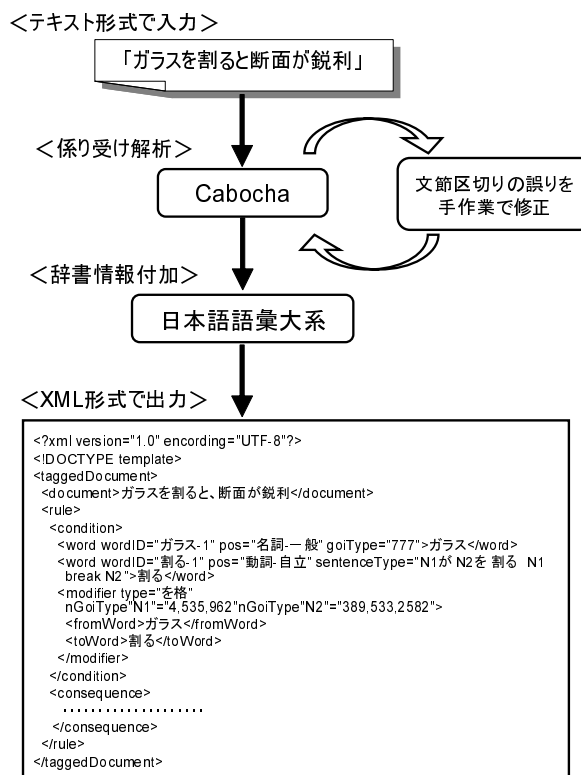 ＜テキスト形式で入力＞
「ガラスを割ると断面が鋭利」
＜係り受け解析＞
Cabocha
文節区切りの誤りを
手作業で修正
＜辞書情報付加＞
日本語語彙大系
＜XML形式で出力＞
<?xml version="1.0" encoding="UTF-8"?>
<!DOCTYPE template>
<taggedDocument>
<document>ガラスを割ると、断面が鋭利</document>
<rule>
<condition>
<word wordID="ガラス-1" pos="名詞-一般" goiType="777">ガラス</word>
<word wordID="割る-1" pos="動詞-自立" sentenceType="N1が N2を 割る N1
break N2">割る</word>
<modifier type="を格"
nGoiType"N1"="4,535,962"nGoiType"N2"="389,533,2582">
<fromWord>ガラス</fromWord>
<toWord>割る</toWord>
</modifier>
</condition>
<consequence>
・・・・・・・・・・・・・・・・・・・・
</consequence>
</rule>
</taggedDocument>